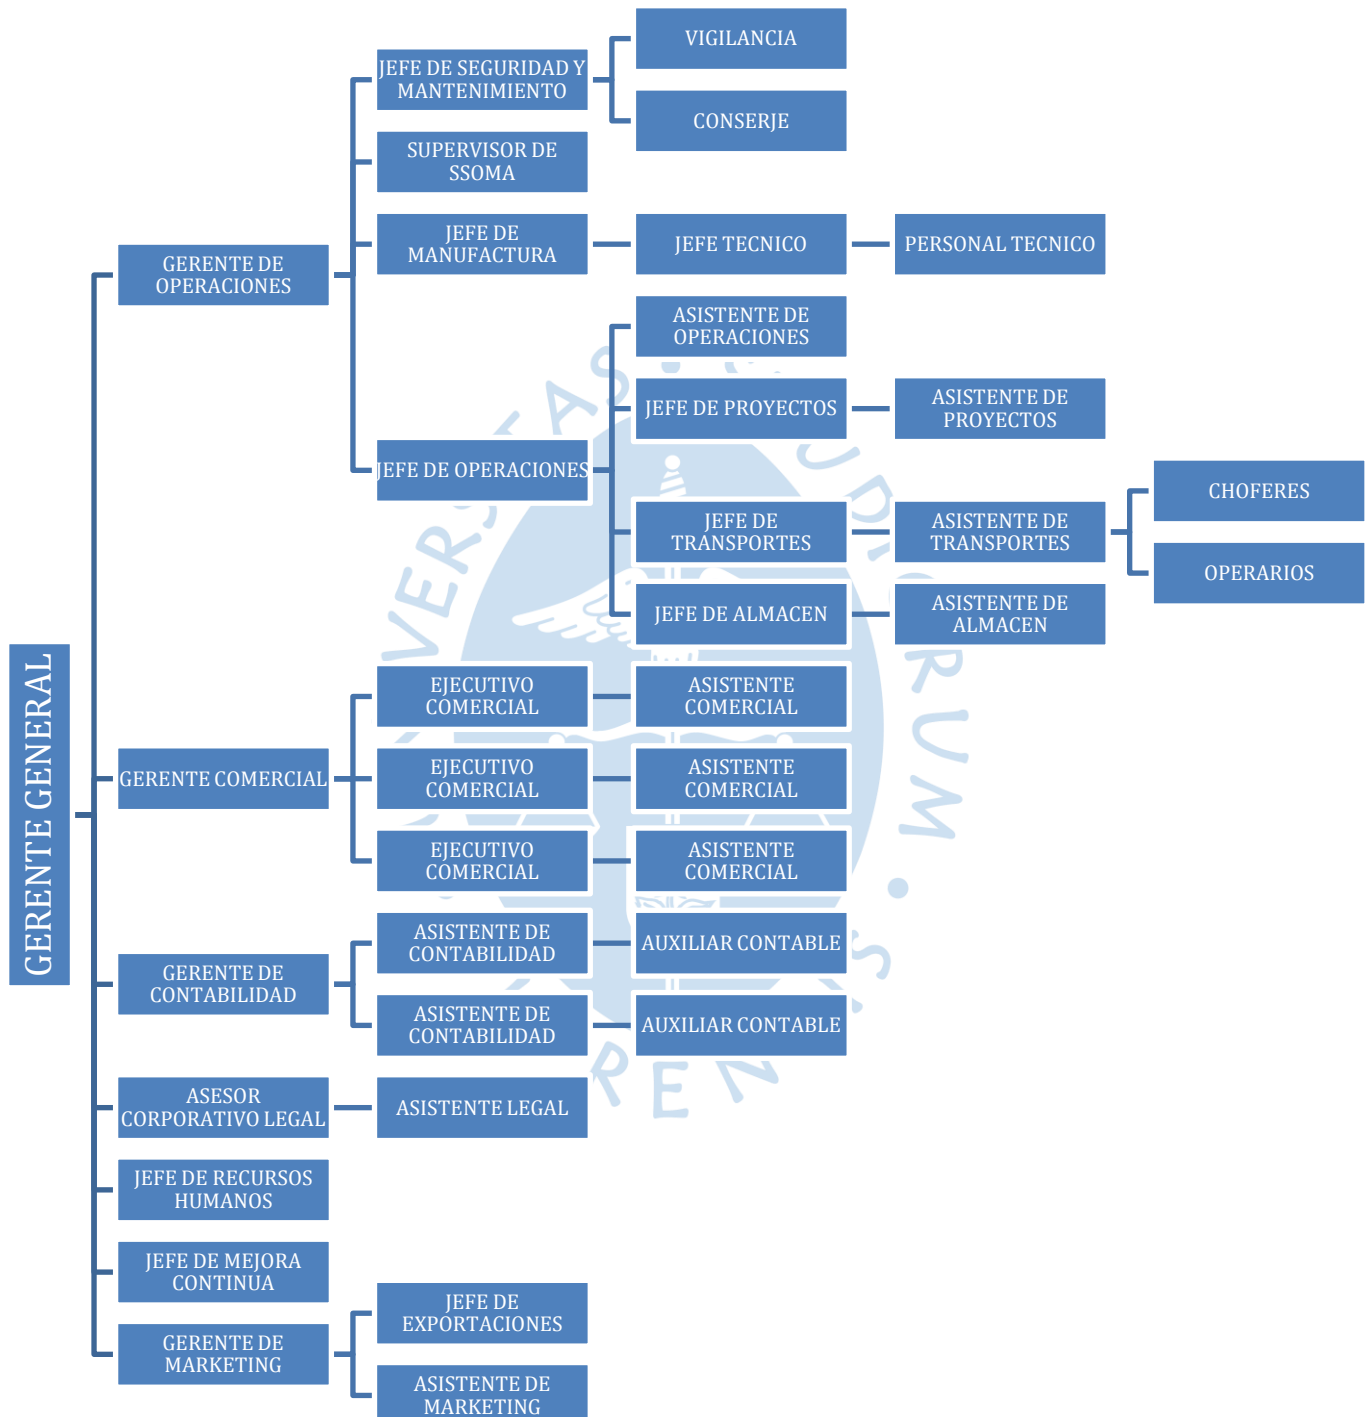 VIGILANCIA
JEFE DE SEGURIDAD Y
MANTENIMIENTO
CONSERJE
SUPERVISOR DE
SSOMA
JEFE DE
MANUFACTURA
JEFE TECNICO
PERSONAL TECNICO
GERENTE DE
OPERACIONES
ASISTENTE DE
OPERACIONES
JEFE DE PROYECTOS
ASISTENTE DE
PROYECTOS
JEFE DE OPERACIONES
JEFE DE
TRANSPORTES
ASISTENTE DE
TRANSPORTES
CHOFERES
OPERARIOS
JEFE DE ALMACEN
ASISTENTE DE
ALMACEN
GERENTE GENERAL
EJECUTIVO
COMERCIAL
ASISTENTE
COMERCIAL
GERENTE COMERCIAL
EJECUTIVO
COMERCIAL
ASISTENTE
COMERCIAL
EJECUTIVO
COMERCIAL
ASISTENTE
COMERCIAL
GERENTE DE
CONTABILIDAD
ASISTENTE DE
CONTABILIDAD
AUXILIAR CONTABLE
ASISTENTE DE
CONTABILIDAD
AUXILIAR CONTABLE
ASESOR
CORPORATIVO LEGAL
ASISTENTE LEGAL
JEFE DE RECURSOS
HUMANOS
JEFE DE MEJORA
CONTINUA
GERENTE DE
MARKETING
JEFE DE
EXPORTACIONES
ASISTENTE DE
MARKETING